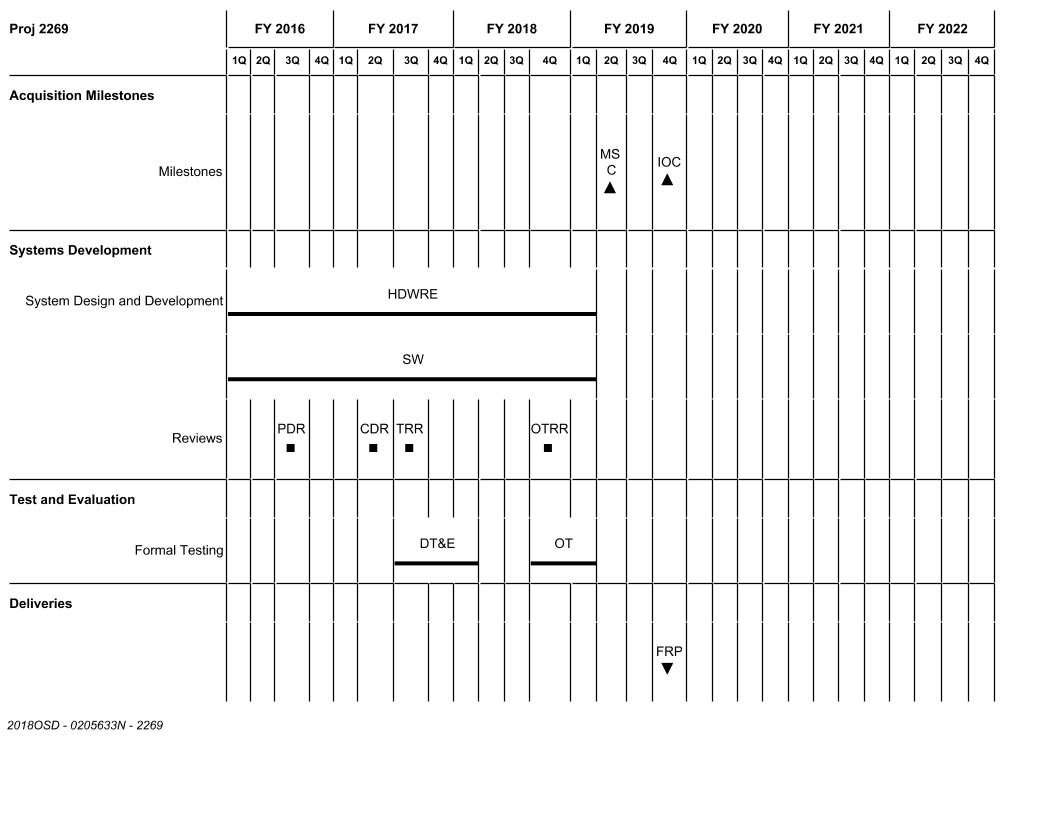 Proj 2269 FY 2016 FY 2017 FY 2018 FY 2019 FY 2020 FY 2021 FY 2022
1Q 2Q 3Q 4Q 1Q 2Q 3Q 4Q 1Q 2Q 3Q 4Q 1Q 2Q 3Q 4Q 1Q 2Q 3Q 4Q 1Q 2Q 3Q 4Q 1Q 2Q 3Q 4Q
Acquisition Milestones
MS
C
IOC
Milestones
Systems Development
HDWRE
System Design and Development
SW
PDR CDR TRR OTRR
Reviews
Test and Evaluation
DT&E OT
Formal Testing
Deliveries
FRP
2018OSD - 0205633N - 2269